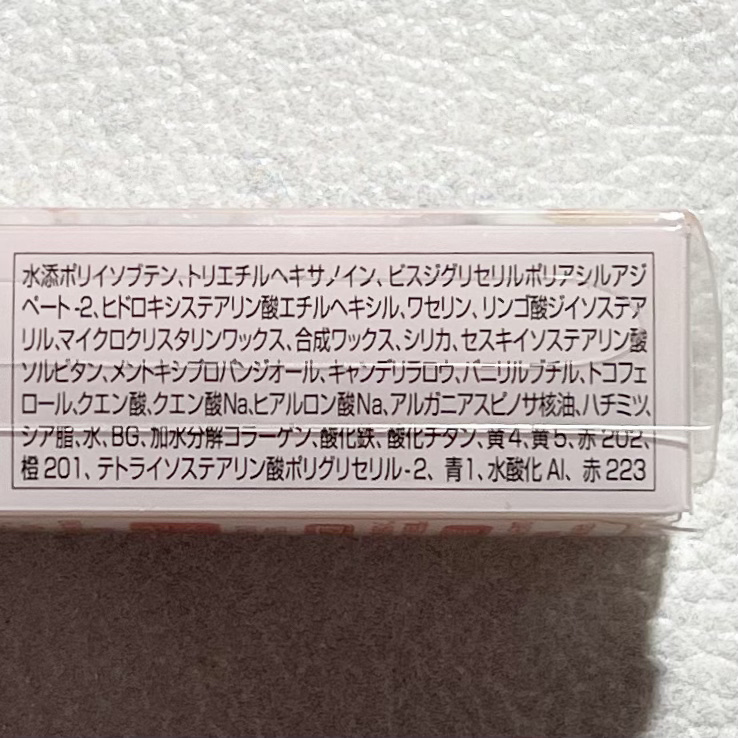 水添ポリイソブテン、トリエチルヘキサノイン、ビスジグリセリルポリアシルアジ
ペート-2、ヒドロキシステアリン酸エチルヘキシル、ワセリン、リンゴ酸ジイソステア
リル、マイクロクリスタリンワックス、合成ワックス、シリカ、セスキイソステアリン酸
ソルビタン、メントキシプロパンジオール、キャンデリラロウ、バニリルブチル、トコフェ
ロール、クエン酸、クエン酸Na、ヒアルロン酸Na、アルガニアスピノサ核油、ハチミツ、
シア脂、水、BG、加水分解コラーゲン、酸化鉄、酸化チタン、黄4、黄5、赤202、
橙201、テトライソステアリン酸ポリグリセリル-2、青1、水酸化Al、赤223